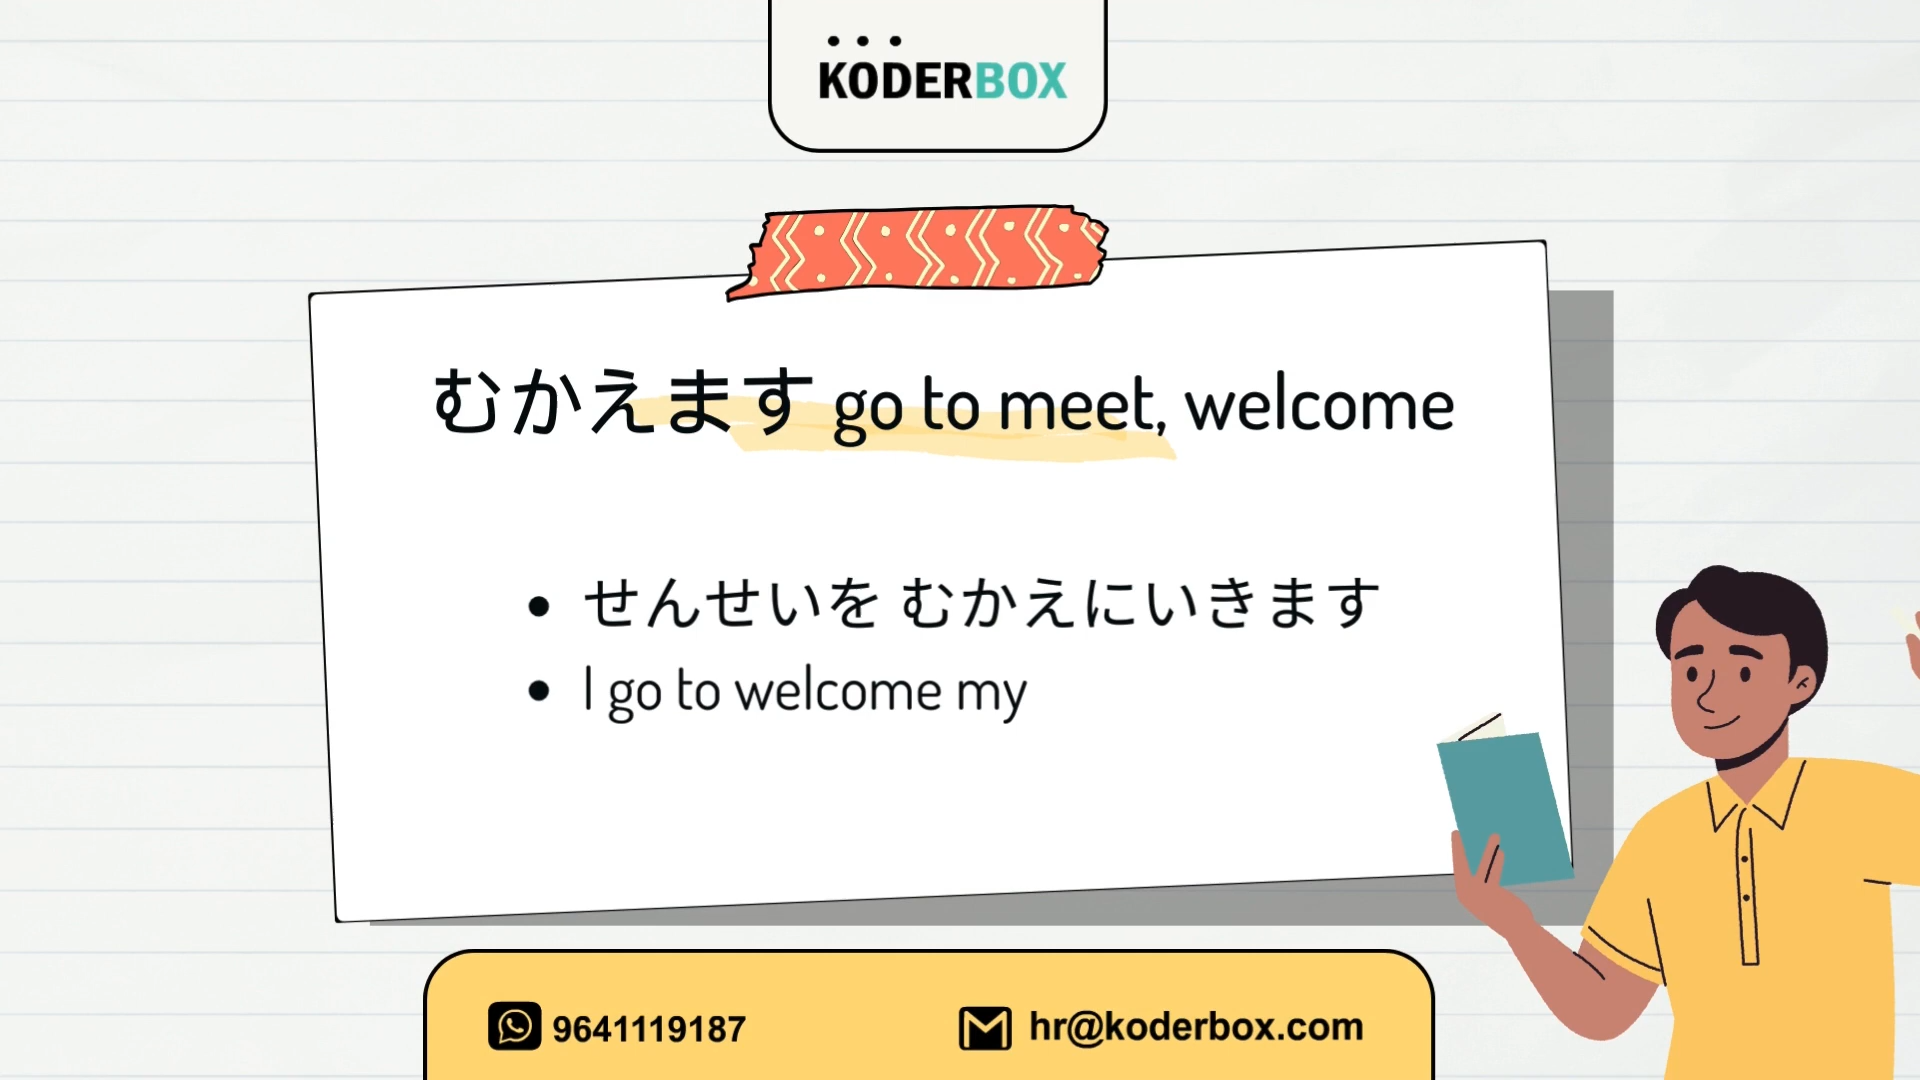 KODERBOX
むかえます go to meet, welcome
• せんせいを むかえにいきます
• I go to welcome my
9641119187
hr@koderbox.com